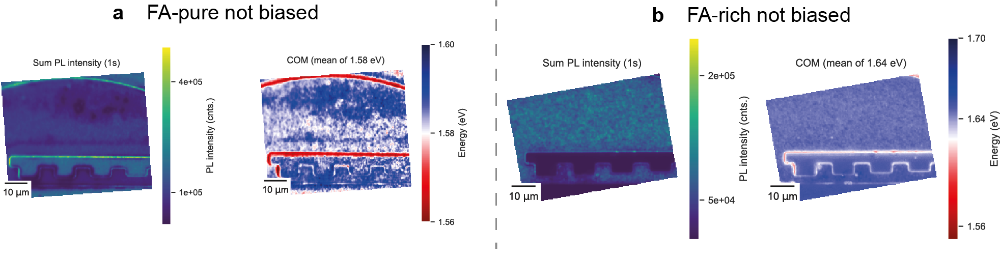 a FA-pure not biased
Sum PL intensity (1s)
4e+05
1e+05
PL intensity (cnts.)
10 µm
COM (mean of 1.58 eV)
1.60
1.58
1.56
Energy (eV)
10 µm
b FA-rich not biased
Sum PL intensity (1s)
2e+05
5e+04
PL intensity (cnts.)
10 µm
COM (mean of 1.64 eV)
1.70
1.64
1.56
Energy (eV)
10 µm